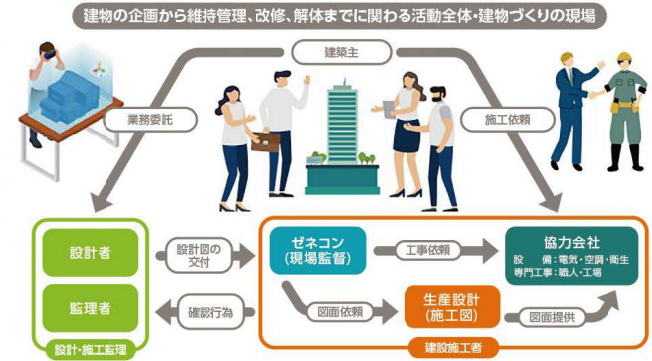 建物の企画から維持管理、改修、解体までに関わる活動全体・建物づくりの現場
建築主
業務委託
施工依頼
設計者
監理者
設計・施工監理
設計図の
交付
確認行為
ゼネコン
(現場監督)
工事依頼
協力会社
設　備:電気・空調・衛生
専門工事:職人・工場
図面依頼
生産設計
(施工図)
図面提供
建設施工者